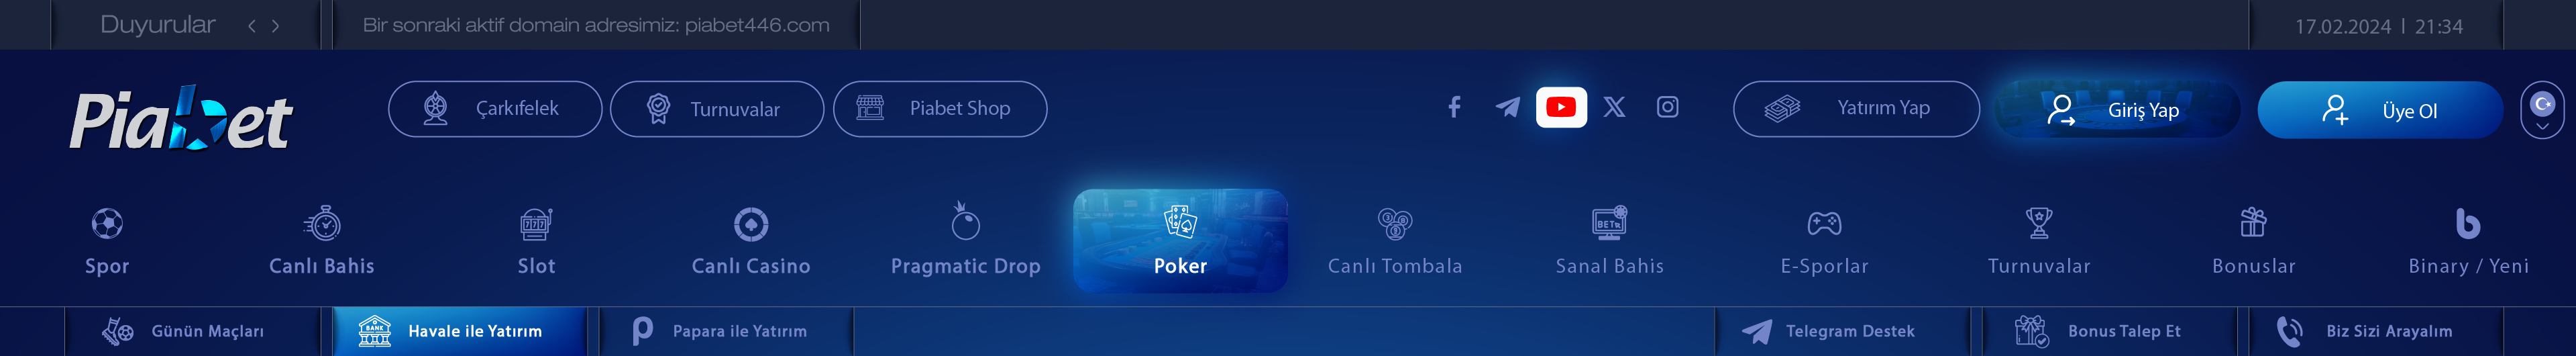 Duyurular
Bir sonraki aktif domain adresimiz: piabet446.com
17.02.2024 | 21:34
Piabet
Çarkıfelek
Turnuvalar
Piabet Shop
Yatırım Yap
Giriş Yap
Üye Ol
Spor
Canlı Bahis
Slot
Canlı Casino
Pragmatic Drop
Poker
Canlı Tombala
BET
Sanal Bahis
E-Sporlar
Turnuvalar
Bonuslar
Binary / Yeni
Günün Maçları
BANK
Havale ile Yatırım
Papara ile Yatırım
Telegram Destek
Bonus Talep Et
Biz Sizi Arayalım